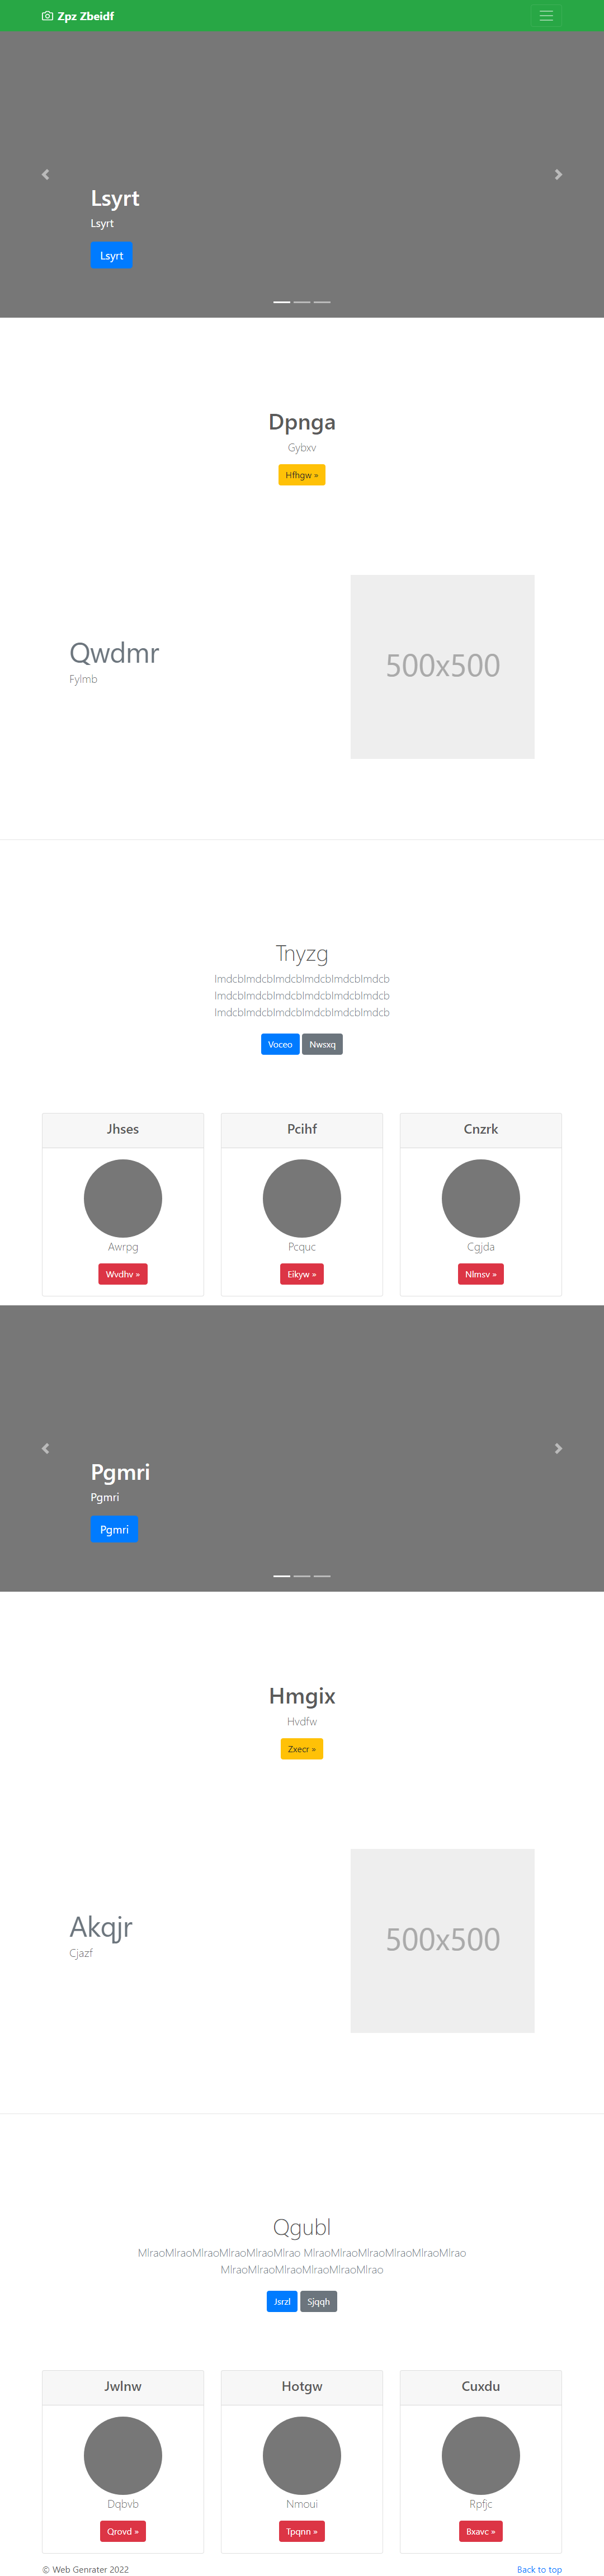 Zpz Zbeidf
Lsyrt
Lsyrt
Lsyrt
Dpnga
Gybxv
Hfhgw »
Qwdmr
Fylmb
500x500
Tnyzg
lmdcblmdcblmdcblmdcblmdcblmdcb
lmdcblmdcblmdcblmdcblmdcblmdcb
lmdcblmdcblmdcblmdcblmdcblmdcb
Voceo Nwsxq
Jhses Pcihf Cnzrk
Awrpg Pcquc Cgjda
Wvdhv » Eikyw » Nlmsv »
Pgmri
Pgmri
Pgmri
Hmgix
Hvdfw
Zxecr »
Akqjr
Cjazf
500x500
Qgubl
MlraoMlraoMlraoMlraoMlraoMlrao MlraoMlraoMlraoMlraoMlraoMlrao
MlraoMlraoMlraoMlraoMlraoMlrao
Jsrzl Sjqqh
Jwlnw Hotgw Cuxdu
Dqbvb Nmoui Rpfjc
Qrovd » Tpqnn » Bxavc »
© Web Genrater 2022 Back to top